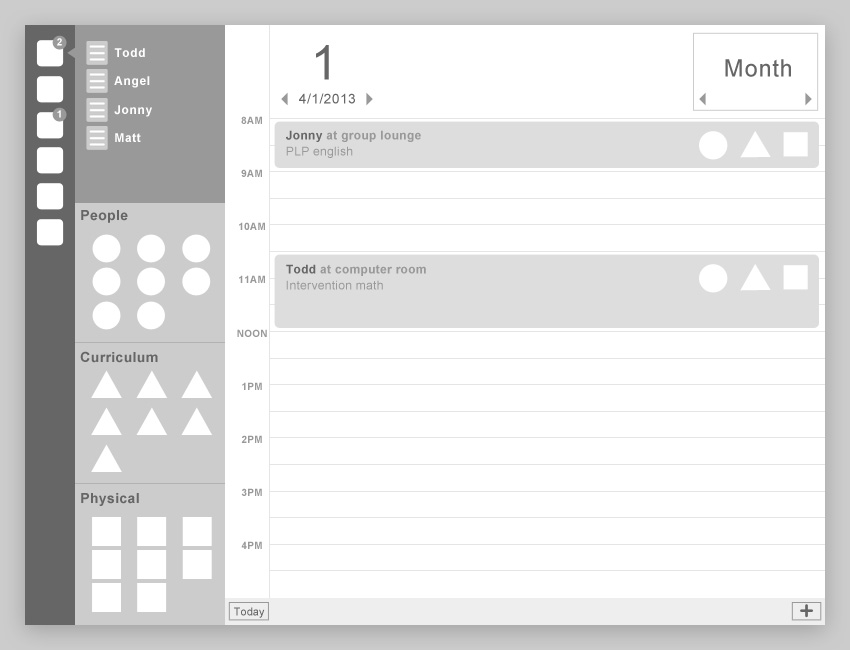 2
1
Todd
Angel
Jonny
Matt
People
Curriculum
Physical
1
4/1/2013
Month
8AM
Jonny at group lounge
PLP english
9AM
10AM
Todd at computer room
Intervention math
11AM
NOON
1PM
2PM
3PM
4PM
Today
+